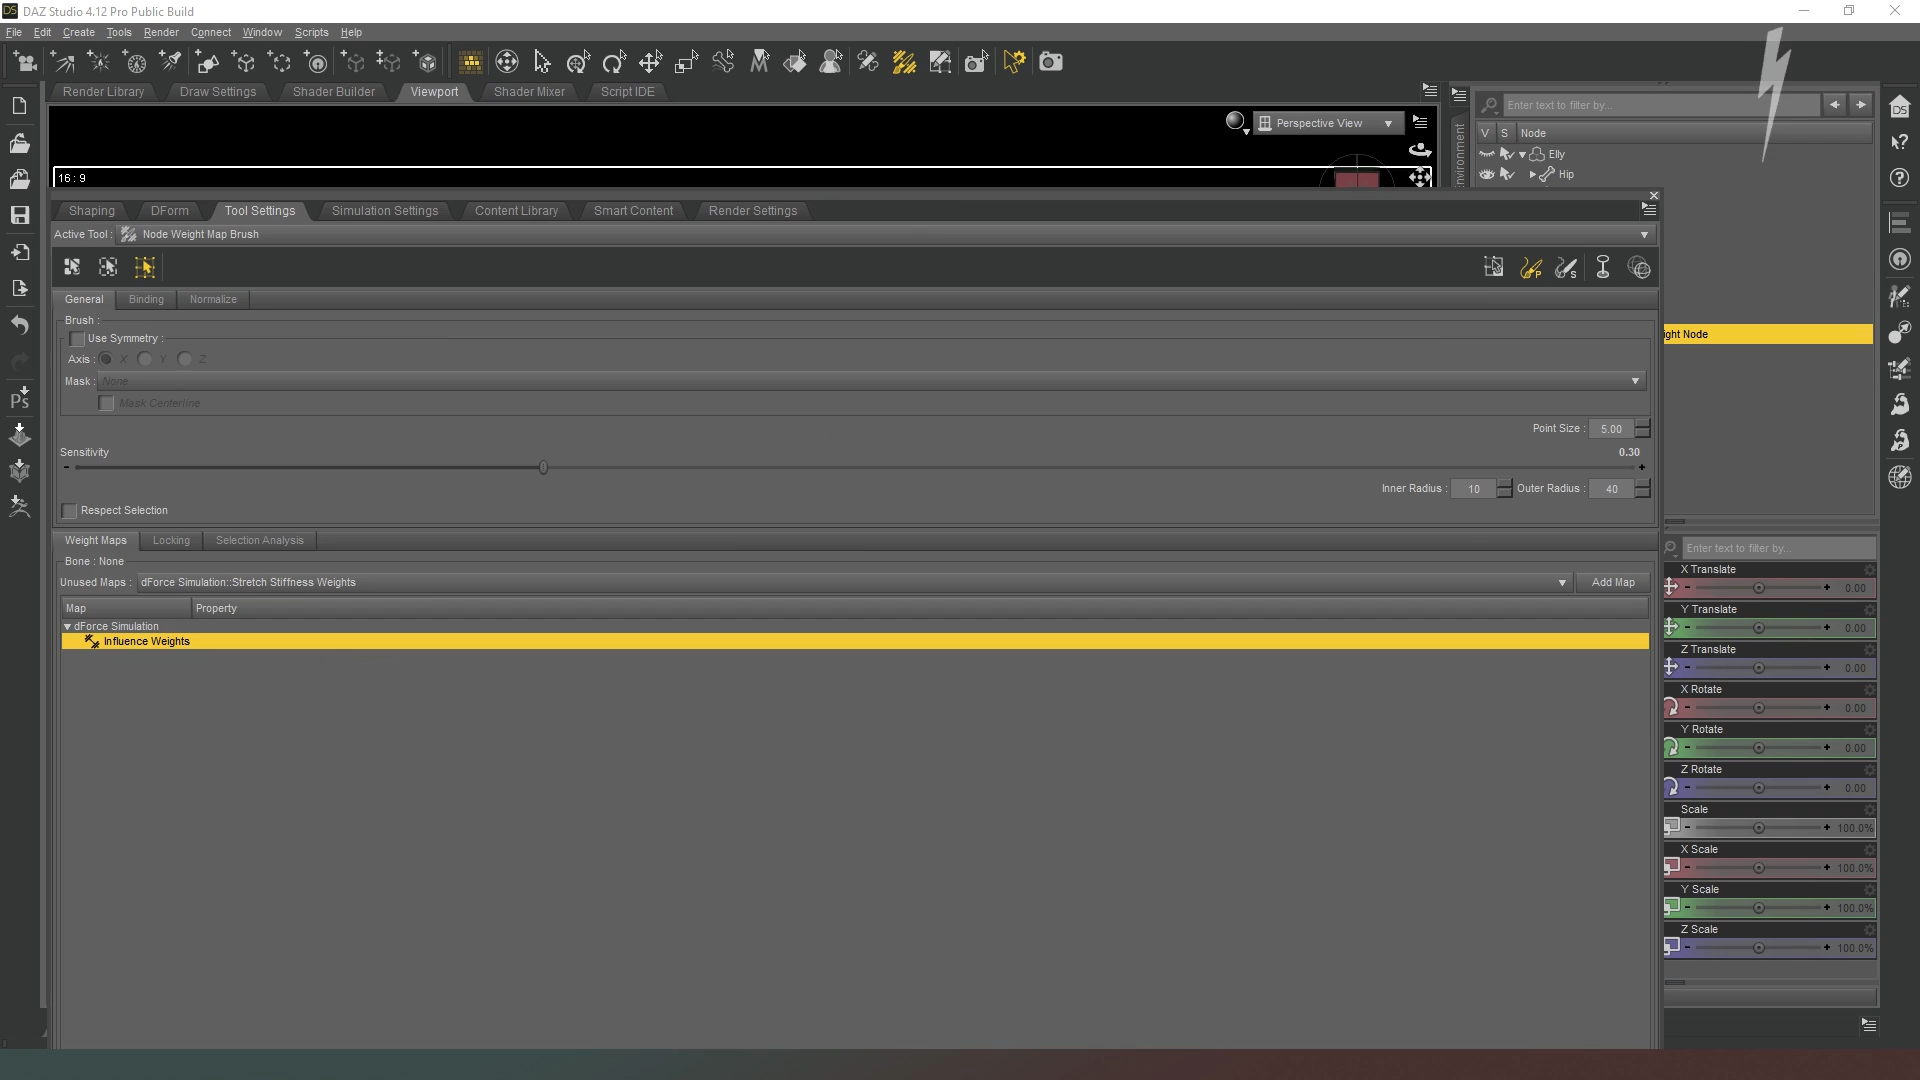 DAZ Studio 4.12 Pro Public Build
File Edit Create Tools Render Connect Window Scripts Help
Render Library Draw Settings Shader Builder Viewport Shader Mixer Script IDE
Enter text to filter by...
Perspective View
V S Node
Environment
Elly
16 : 9
Hip
Shaping DForm Tool Settings Simulation Settings Content Library Smart Content Render Settings
Active Tool : Node Weight Map Brush
General Binding Normalize
Brush :
Use Symmetry :
ight Node
Axis : X Y Z
Mask : None
Mask Centerline
Point Size : 5.00
Sensitivity 0.30
Inner Radius : 10 Outer Radius : 40
Respect Selection
Weight Maps Locking Selection Analysis
Enter text to filter by...
Bone : None
Unused Maps : dForce Simulation::Stretch Stiffness Weights Add Map
Map Property
dForce Simulation
Influence Weights
X Translate
0.00
Y Translate
0.00
Z Translate
0.00
X Rotate
0.00
Y Rotate
0.00
Z Rotate
0.00
Scale
100.0%
X Scale
100.0%
Y Scale
100.0%
Z Scale
100.0%